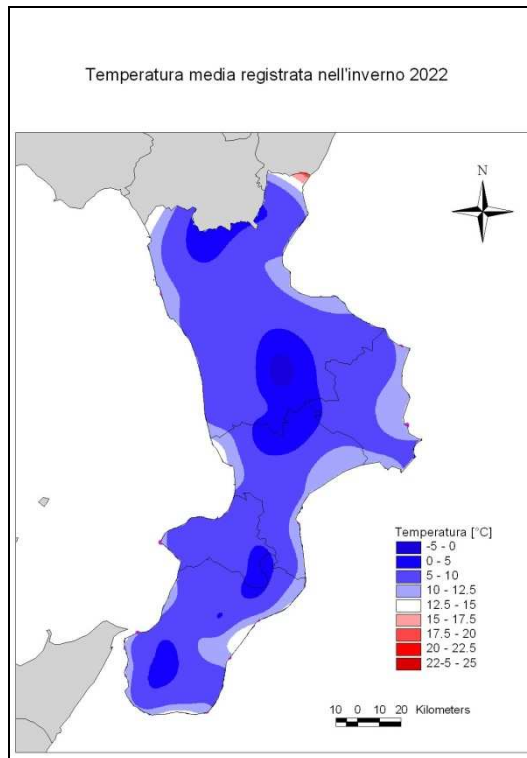 Temperatura media registrata nell'inverno 2022
N
Temperatura [°C]
-5 - 0
0 - 5
5 - 10
10 - 12.5
12.5 - 15
15 - 17.5
17.5 - 20
20 - 22.5
22-5 - 25
10 0 10 20 Kilometers